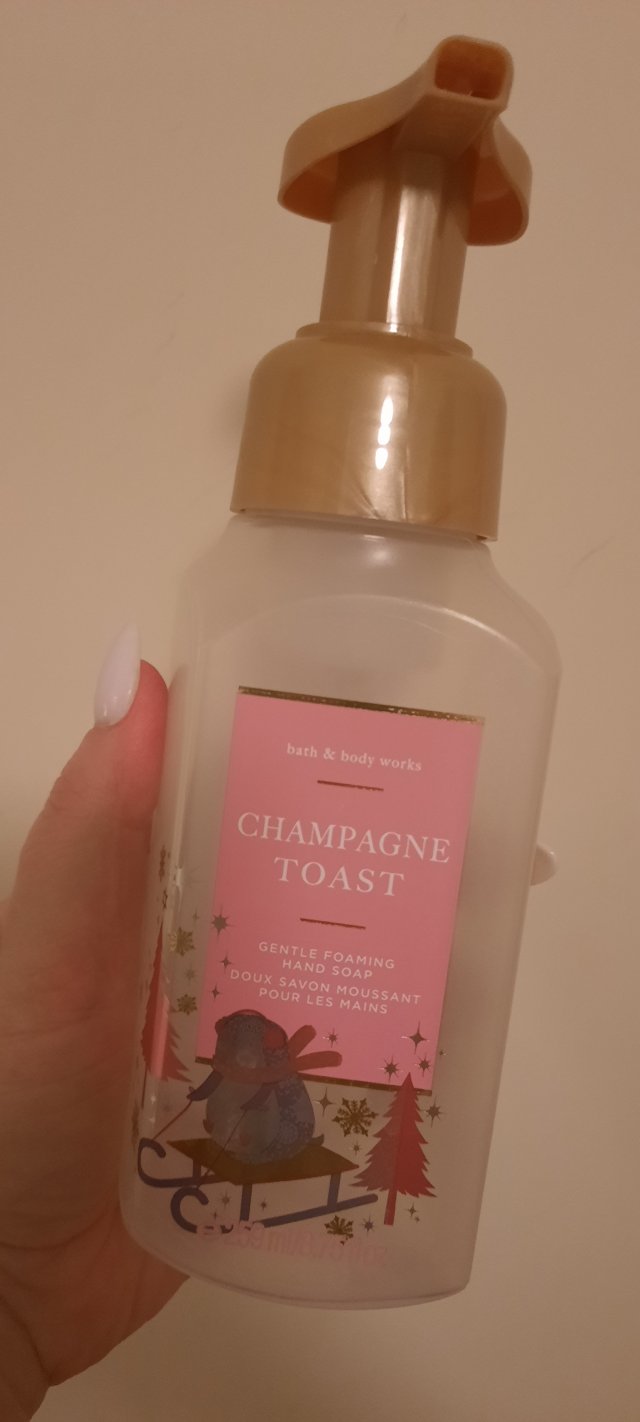 bath & body works
CHAMPAGNE
TOAST
GENTLE FOAMING
HAND SOAP
DOUX SAVON MOUSSANT
POUR LES MAINS